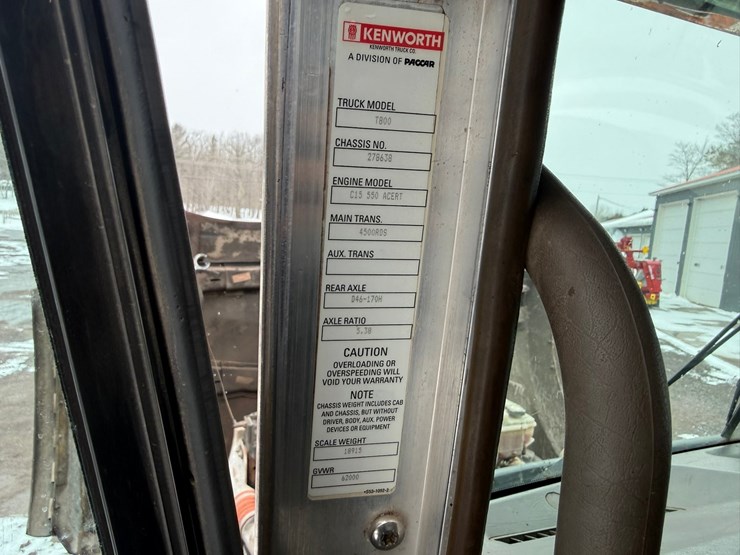 KENWORTH
KENWORTH TRUCK CO.
A DIVISION OF PACCAR
TRUCK MODEL
T800
CHASSIS NO.
278638
ENGINE MODEL
C15 550 ACERT
MAIN TRANS.
4500RDS
AUX. TRANS
REAR AXLE
D46-170H
AXLE RATIO
5.38
CAUTION
OVERLOADING OR
OVERSPEEDING WILL
VOID YOUR WARRANTY
NOTE
CHASSIS WEIGHT INCLUDES CAB
AND CHASSIS, BUT WITHOUT
DRIVER, BODY, AUX. POWER
DEVICES OR EQUIPMENT
SCALE WEIGHT
18915
GVWR
62000